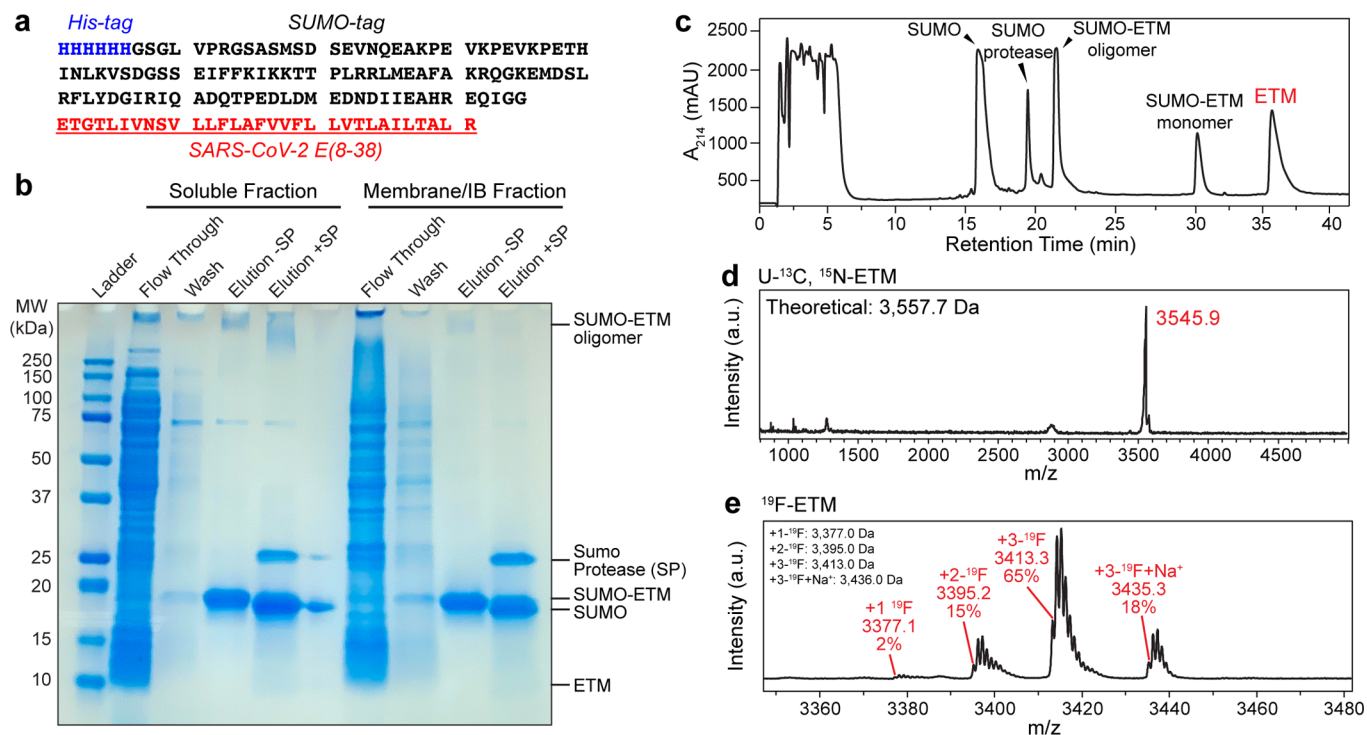 a
His-tag SUMO-tag
HHHHHHGSGL VPRGSASMSD SEVNQEAKPE VKPEVKPETH
INLKVSDGSS EIFFKIKKTT PLRRLMEAFA KRQGKEMDSL
RFLYDGIRIQ ADQTPEDLDM EDNDIIEAHR EQIGG
ETGTLIVNSV LLFLAFVVFL LVTLAILTAL R
SARS-CoV-2 E(8-38)
b
Soluble Fraction Membrane/IB Fraction
Ladder
Flow Through
Wash
Elution -SP
Elution +SP
Flow Through
Wash
Elution -SP
Elution +SP
MW
(kDa)
250
150
100
75
50
37
25
20
15
10
SUMO-ETM
oligomer
Sumo
Protease (SP)
SUMO-ETM
SUMO
ETM
c
SUMO
SUMO
protease
SUMO-ETM
oligomer
SUMO-ETM
monomer
ETM
A214 (mAU)
2500
2000
1500
1000
500
0 5 10 15 20 25 30 35 40
Retention Time (min)
d
U-¹³C, ¹⁵N-ETM
Theoretical: 3,557.7 Da
3545.9
Intensity (a.u.)
1000 1500 2000 2500 3000 3500 4000 4500
m/z
e
¹⁹F-ETM
+1-¹⁹F: 3,377.0 Da
+2-¹⁹F: 3,395.0 Da
+3-¹⁹F: 3,413.0 Da
+3-¹⁹F+Na⁺: 3,436.0 Da
+1 ¹⁹F
3377.1
2%
+2-¹⁹F
3395.2
15%
+3-¹⁹F
3413.3
65%
+3-¹⁹F+Na⁺
3435.3
18%
Intensity (a.u.)
3360 3380 3400 3420 3440 3460 3480
m/z